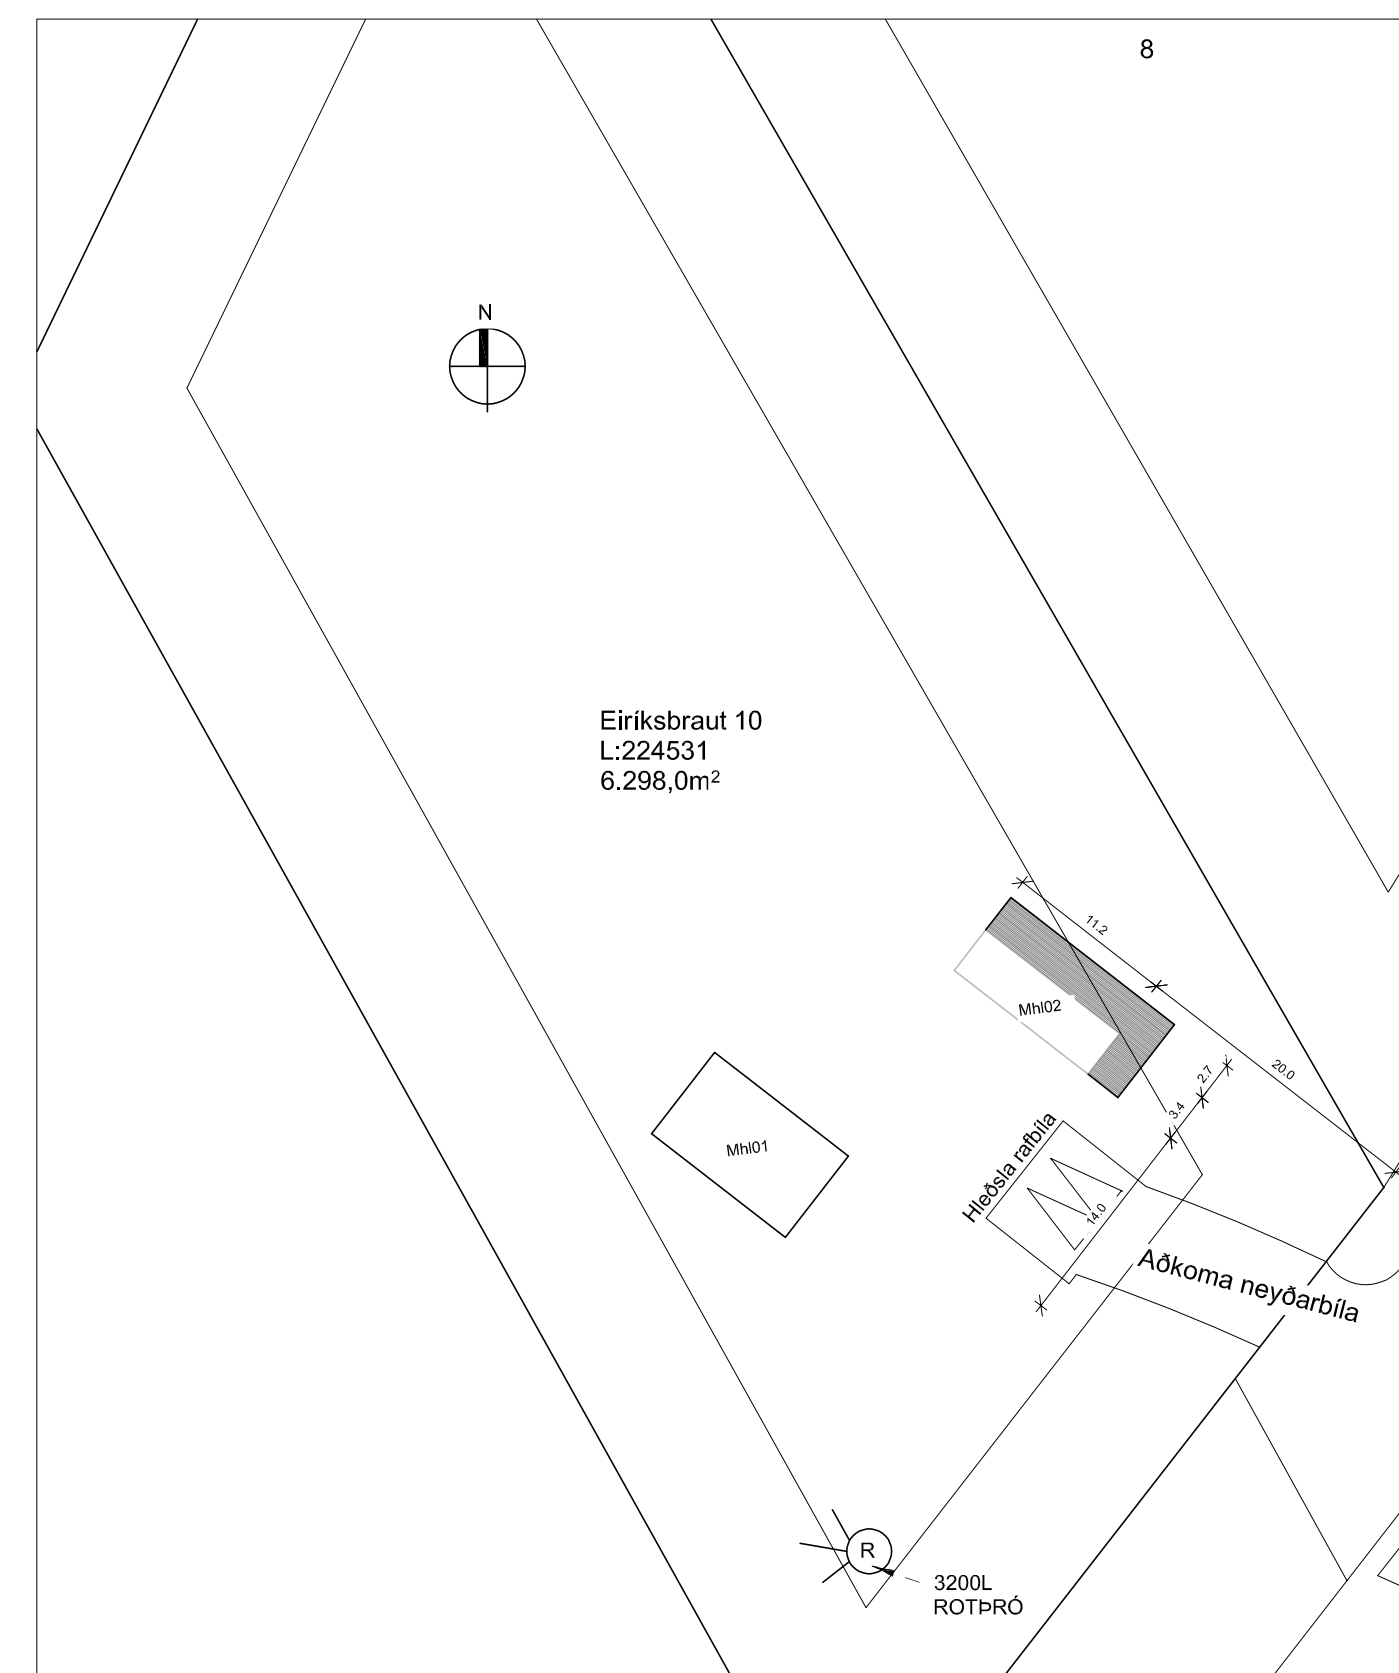 8
N
Eiríksbraut 10
L:224531
6.298,0m²
11.2
Mhl02
20.0
2.7
3.4
Mhl01
Hleðsla rafbíla
14.0
Aðkoma neyðarbíla
R
3200L
ROTÞRÓ